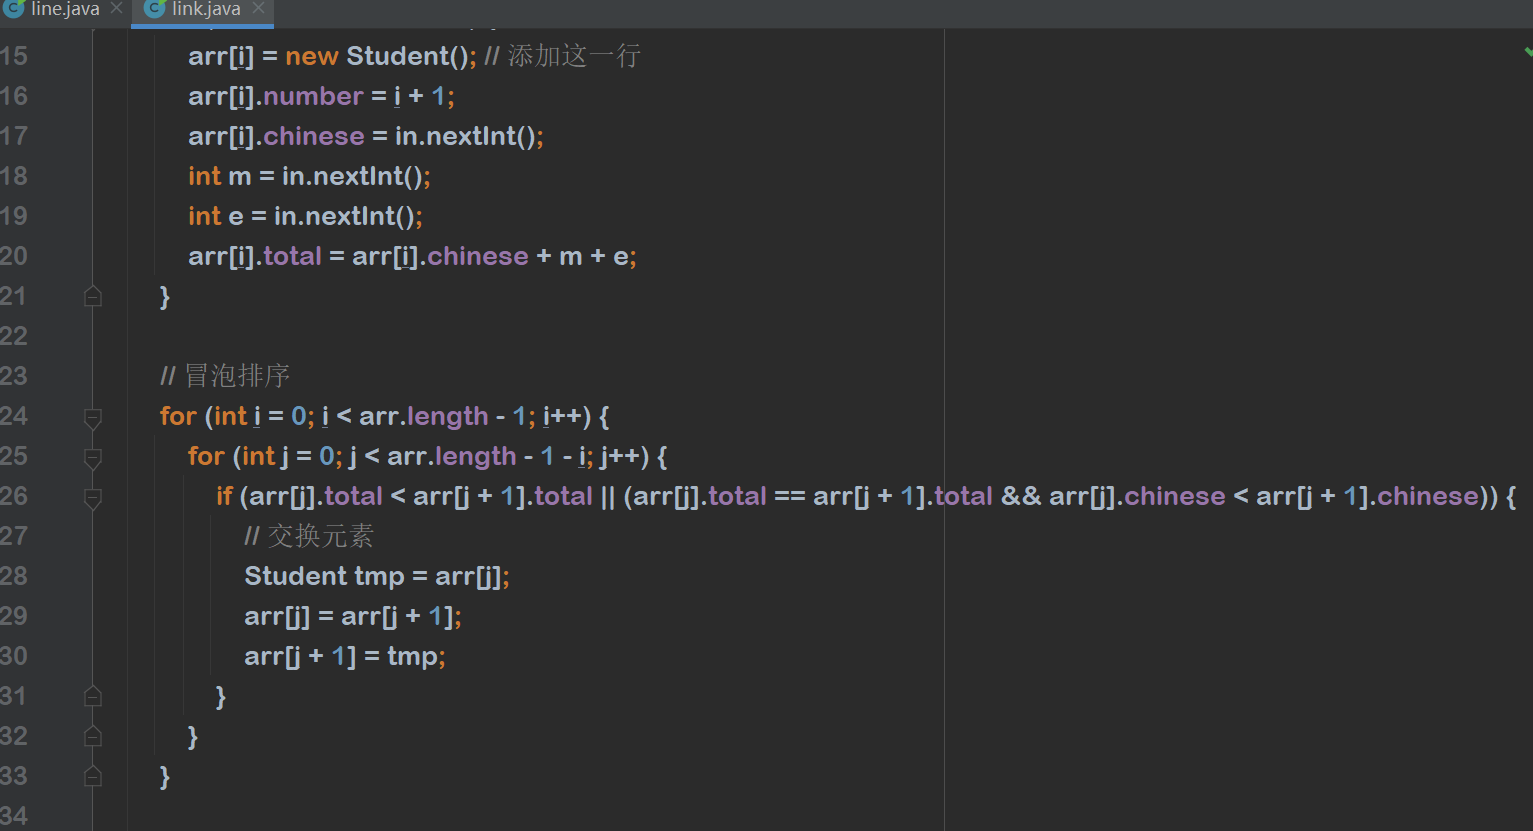 line.java link.java
15 arr[i] = new Student(); // 添加这一行
16 arr[i].number = i + 1;
17 arr[i].chinese = in.nextInt();
18 int m = in.nextInt();
19 int e = in.nextInt();
20 arr[i].total = arr[i].chinese + m + e;
21 }
22
23 // 冒泡排序
24 for (int i = 0; i < arr.length - 1; i++) {
25 for (int j = 0; j < arr.length - 1 - i; j++) {
26 if (arr[j].total < arr[j + 1].total || (arr[j].total == arr[j + 1].total && arr[j].chinese < arr[j + 1].chinese)) {
27 // 交换元素
28 Student tmp = arr[j];
29 arr[j] = arr[j + 1];
30 arr[j + 1] = tmp;
31 }
32 }
33 }
34